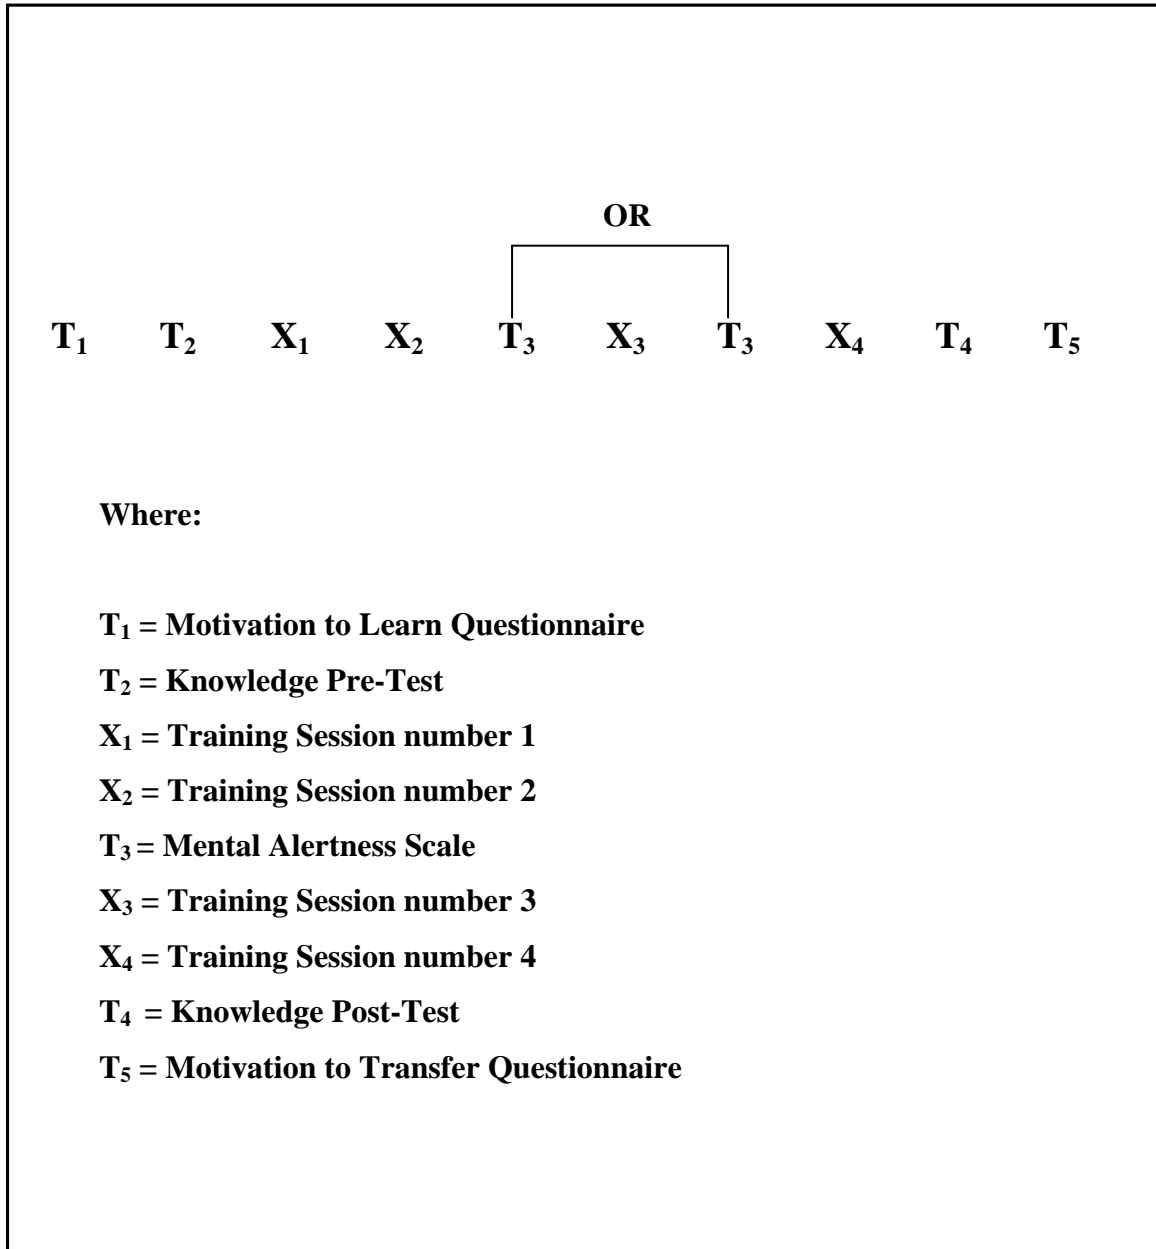 OR
T₁ T₂ X₁ X₂ T₃ X₃ T₃ X₄ T₄ T₅
Where:
T₁ = Motivation to Learn Questionnaire
T₂ = Knowledge Pre-Test
X₁ = Training Session number 1
X₂ = Training Session number 2
T₃ = Mental Alertness Scale
X₃ = Training Session number 3
X₄ = Training Session number 4
T₄ = Knowledge Post-Test
T₅ = Motivation to Transfer Questionnaire